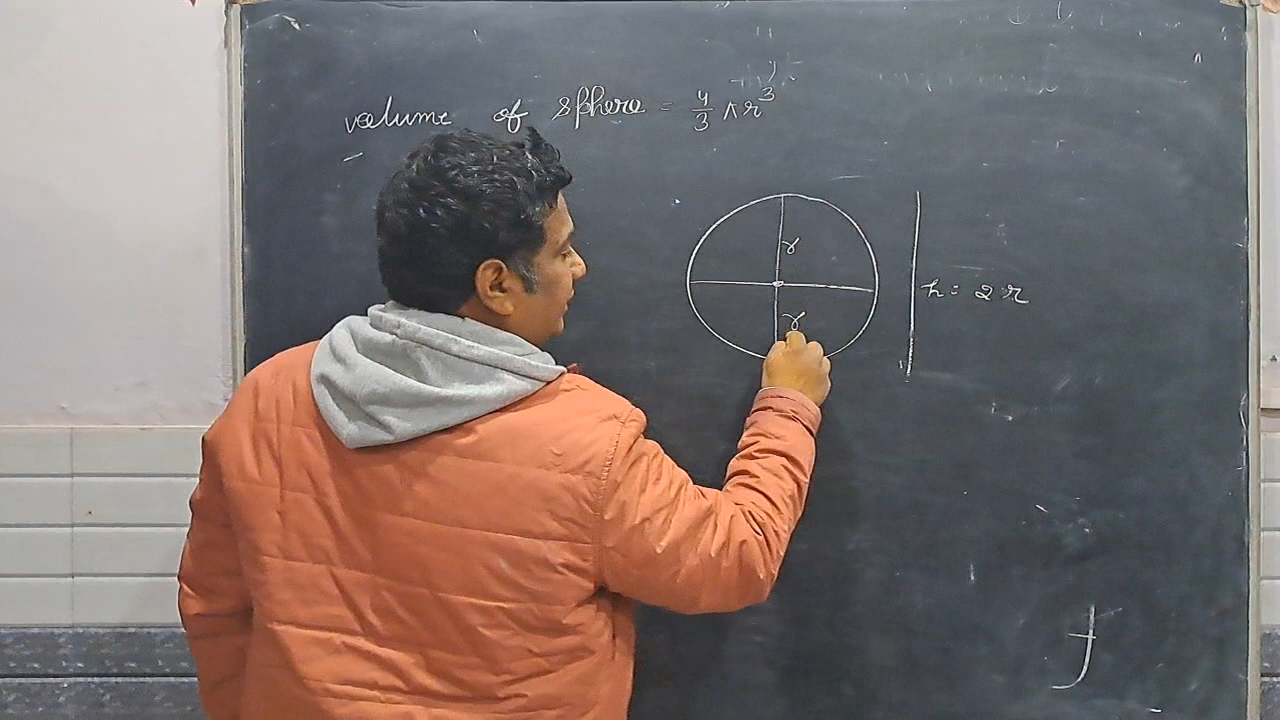 volume of sphere = 4/3 πr³
r
h = 2r
r
f